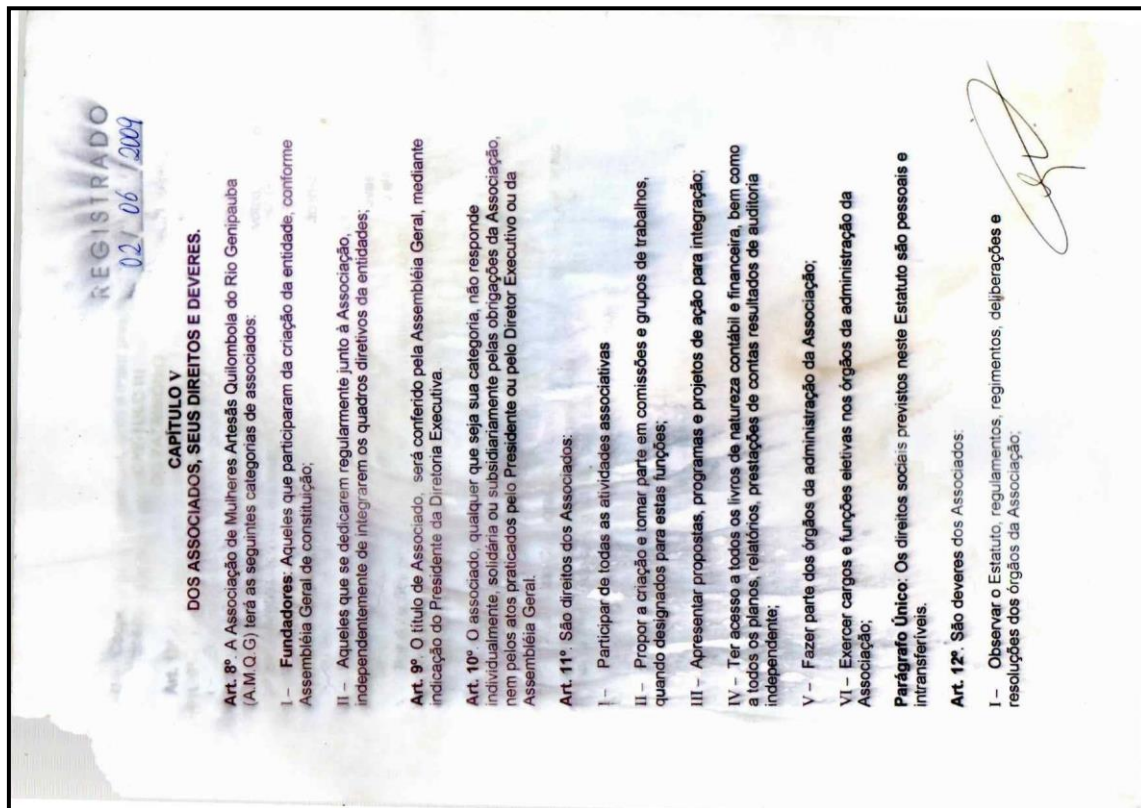 REGISTRADO
02/ 06 /2009
CAPÍTULO V
DOS ASSOCIADOS, SEUS DIREITOS E DEVERES.
Art. 8º. A Associação de Mulheres Artesãs Quilombola do Rio Genipauba
(A.M.Q.G) terá as seguintes categorias de associados:
I – Fundadores: Aqueles que participaram da criação da entidade, conforme
Assembléia Geral de constituição;
II – Aqueles que se dedicarem regularmente junto à Associação,
independentemente de integrarem os quadros diretivos da entidades;
Art. 9º. O título de Associado, será conferido pela Assembléia Geral, mediante
indicação do Presidente da Diretoria Executiva.
Art. 10º. O associado, qualquer que seja sua categoria, não responde
individualmente, solidária ou subsidiariamente pelas obrigações da Associação,
nem pelos atos praticados pelo Presidente ou pelo Diretor Executivo ou da
Assembléia Geral.
Art. 11º. São direitos dos Associados:
I – Participar de todas as atividades associativas
II – Propor a criação e tomar parte em comissões e grupos de trabalhos,
quando designados para estas funções;
III – Apresentar propostas, programas e projetos de ação para integração;
IV – Ter acesso a todos os livros de natureza contábil e financeira, bem como
a todos os planos, relatórios, prestações de contas resultados de auditoria
independente;
V – Fazer parte dos órgãos da administração da Associação;
VI – Exercer cargos e funções eletivas nos órgãos da administração da
Associação;
Parágrafo Único: Os direitos sociais previstos neste Estatuto são pessoais e
intransferíveis.
Art. 12º. São deveres dos Associados:
I – Observar o Estatuto, regulamentos, regimentos, deliberações e
resoluções dos órgãos da Associação;